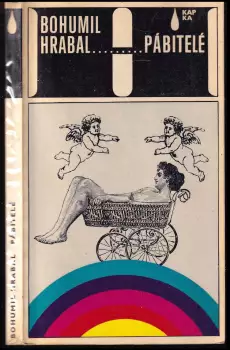 BOHUMIL
HRABAL.........PÁBITELÉ
KAP
KA
BOHUMIL HRABAL PÁBITELÉ